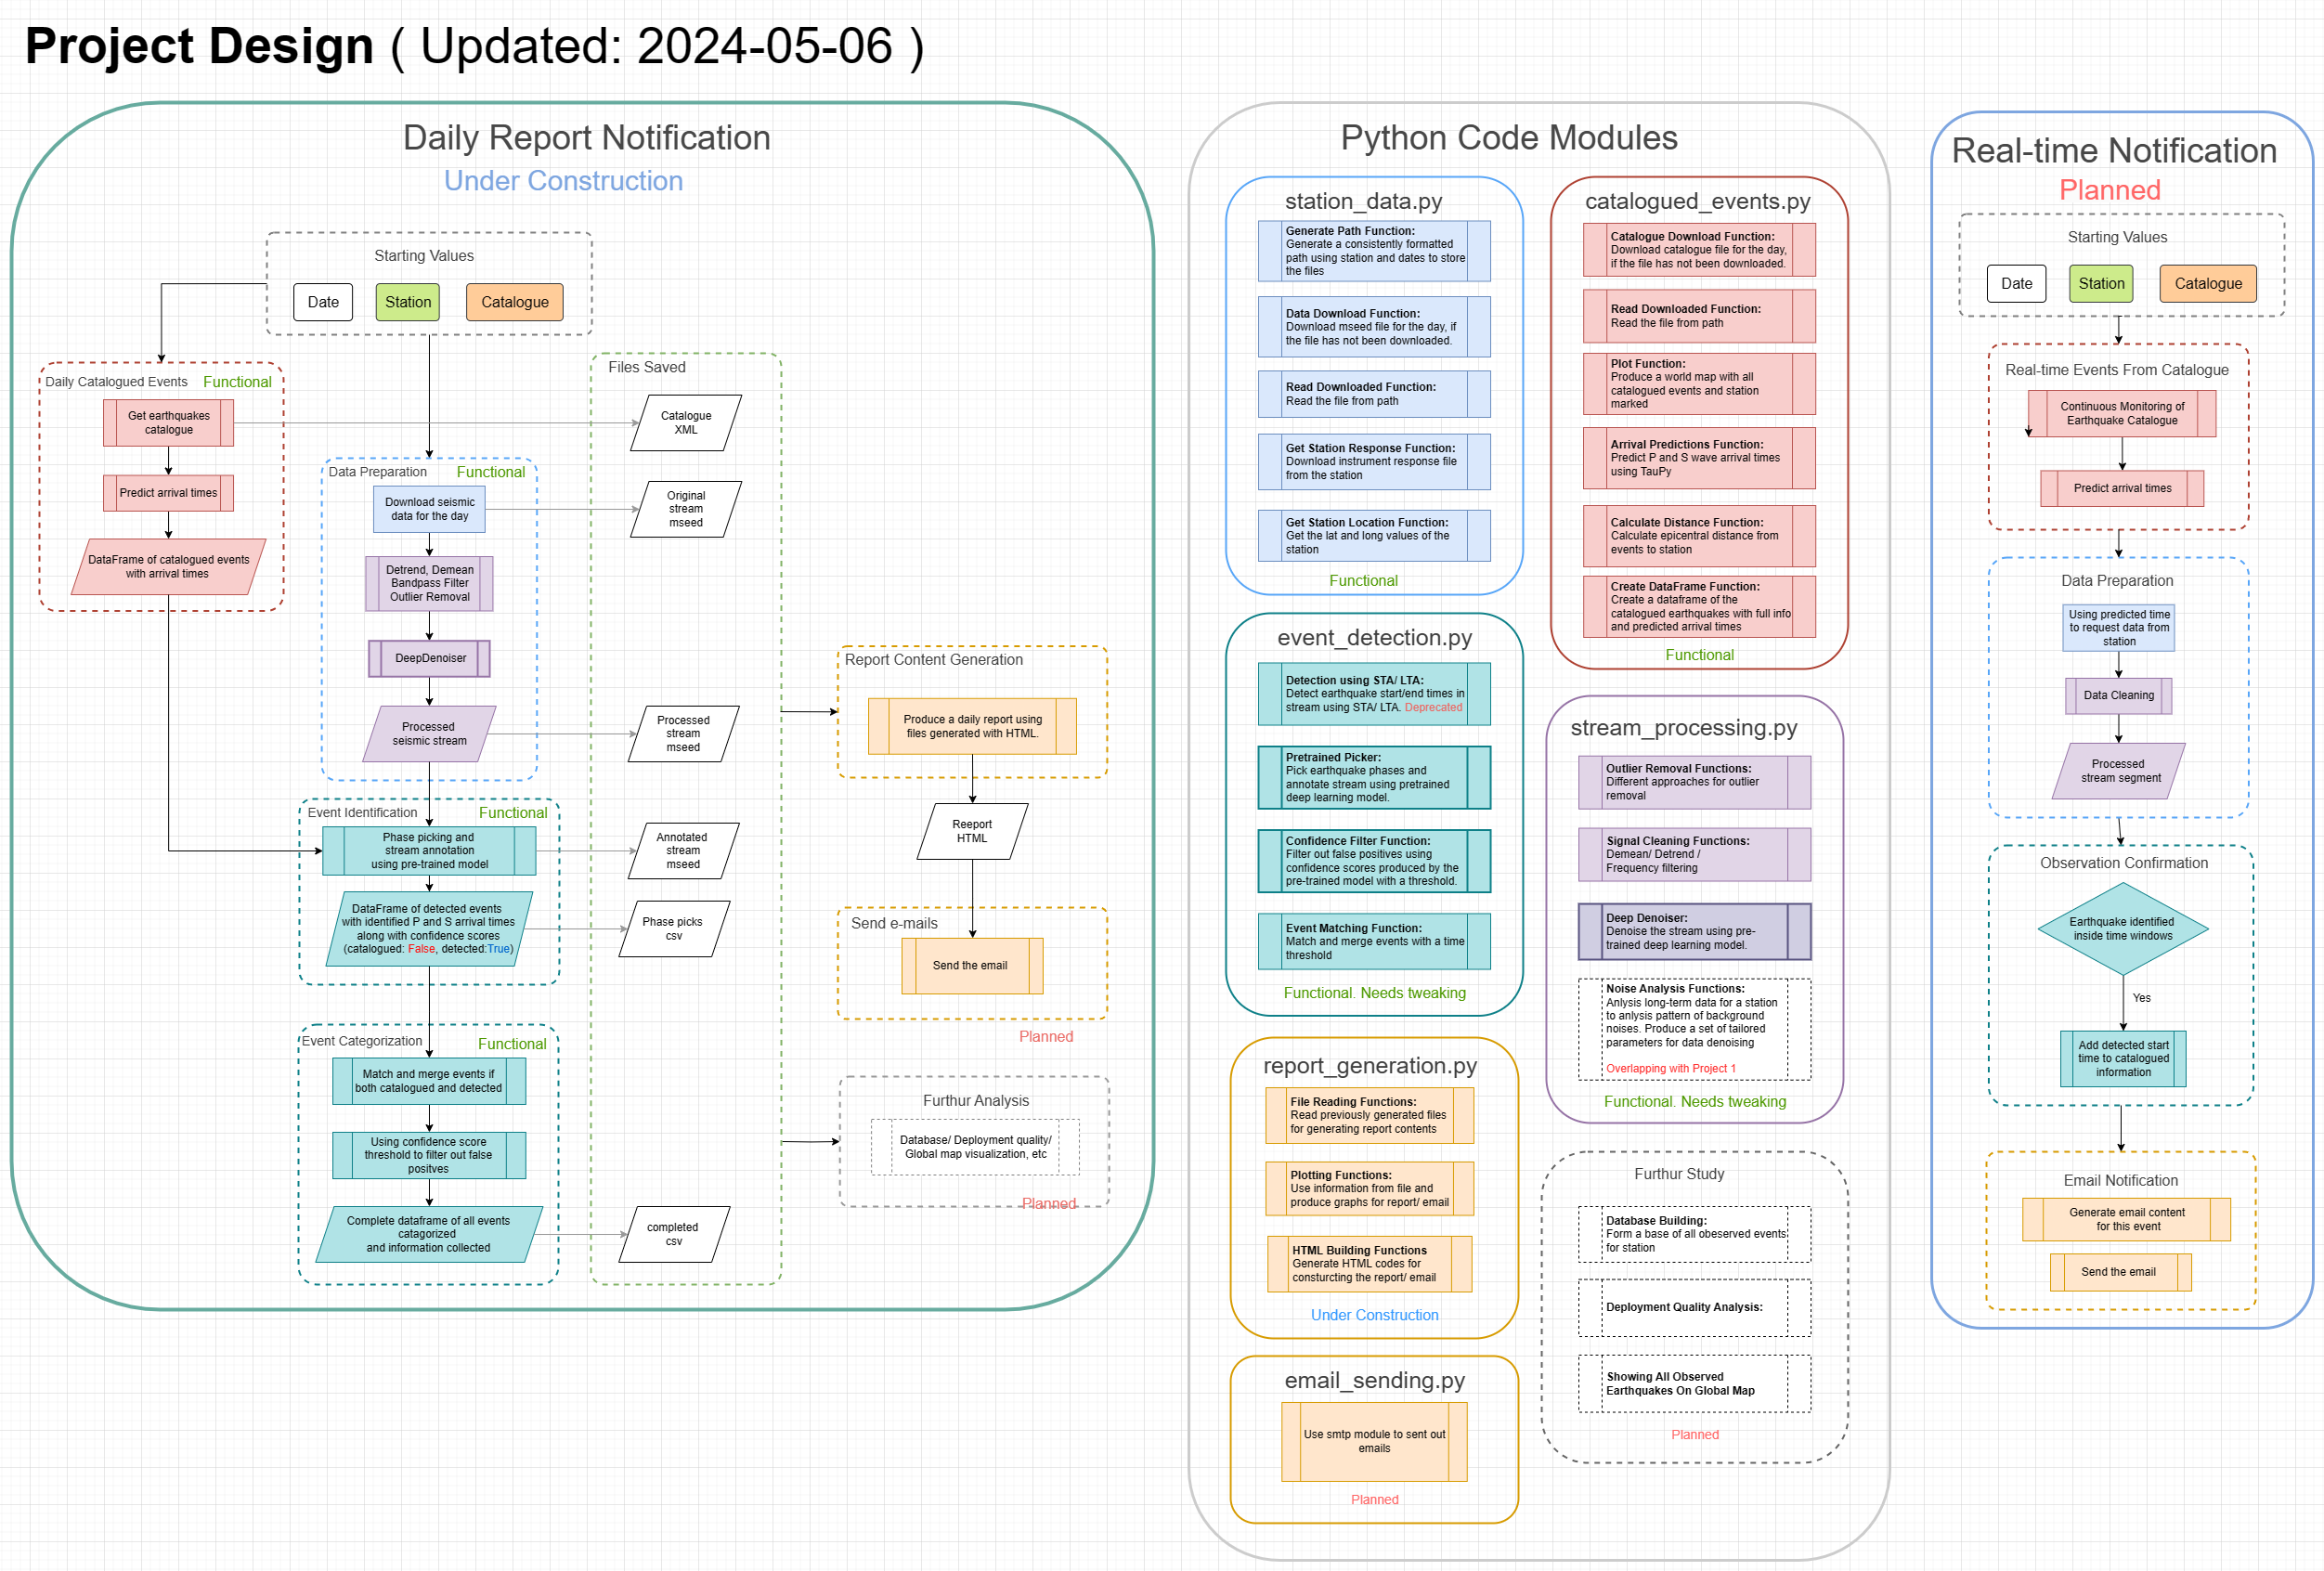 Project Design ( Updated: 2024-05-06 )
Daily Report Notification
Under Construction
Starting Values
Date
Station
Catalogue
Daily Catalogued Events
Functional
Get earthquakes
catalogue
Predict arrival times
DataFrame of catalogued events
with arrival times
Data Preparation
Functional
Download seismic
data for the day
Detrend, Demean
Bandpass Filter
Outlier Removal
DeepDenoiser
Processed
seismic stream
Event Identification
Functional
Phase picking and
stream annotation
using pre-trained model
DataFrame of detected events
with identified P and S arrival times
along with confidence scores
(catalogued: False, detected:True)
Event Categorization
Functional
Match and merge events if
both catalogued and detected
Using confidence score
threshold to filter out false
positves
Complete dataframe of all events
catagorized
and information collected
Files Saved
Catalogue
XML
Original
stream
mseed
Processed
stream
mseed
Annotated
stream
mseed
Phase picks
csv
completed
csv
Report Content Generation
Produce a daily report using
files generated with HTML.
Reeport
HTML
Send e-mails
Send the email
Planned
Furthur Analysis
Database/ Deployment quality/
Global map visualization, etc
Planned
Python Code Modules
station_data.py
Generate Path Function:
Generate a consistently formatted
path using station and dates to store
the files
Data Download Function:
Download mseed file for the day, if
the file has not been downloaded.
Read Downloaded Function:
Read the file from path
Get Station Response Function:
Download instrument response file
from the station
Get Station Location Function:
Get the lat and long values of the
station
Functional
event_detection.py
Detection using STA/ LTA:
Detect earthquake start/end times in
stream using STA/ LTA. Deprecated
Pretrained Picker:
Pick earthquake phases and
annotate stream using pretrained
deep learning model.
Confidence Filter Function:
Filter out false positives using
confidence scores produced by the
pre-trained model with a threshold.
Event Matching Function:
Match and merge events with a time
threshold
Functional. Needs tweaking
report_generation.py
File Reading Functions:
Read previously generated files
for generating report contents
Plotting Functions:
Use information from file and
produce graphs for report/ email
HTML Building Functions
Generate HTML codes for
consturcting the report/ email
Under Construction
email_sending.py
Use smtp module to sent out
emails
Planned
catalogued_events.py
Catalogue Download Function:
Download catalogue file for the day,
if the file has not been downloaded.
Read Downloaded Function:
Read the file from path
Plot Function:
Produce a world map with all
catalogued events and station
marked
Arrival Predictions Function:
Predict P and S wave arrival times
using TauPy
Calculate Distance Function:
Calculate epicentral distance from
events to station
Create DataFrame Function:
Create a dataframe of the
catalogued earthquakes with full info
and predicted arrival times
Functional
stream_processing.py
Outlier Removal Functions:
Different approaches for outlier
removal
Signal Cleaning Functions:
Demean/ Detrend /
Frequency filtering
Deep Denoiser:
Denoise the stream using pre-
trained deep learning model.
Noise Analysis Functions:
Anlysis long-term data for a station
to anlysis pattern of background
noises. Produce a set of tailored
parameters for data denoising
Overlapping with Project 1
Functional. Needs tweaking
Furthur Study
Database Building:
Form a base of all obeserved events
for station
Deployment Quality Analysis:
Showing All Observed
Earthquakes On Global Map
Planned
Real-time Notification
Planned
Starting Values
Date
Station
Catalogue
Real-time Events From Catalogue
Continuous Monitoring of
Earthquake Catalogue
Predict arrival times
Data Preparation
Using predicted time
to request data from
station
Data Cleaning
Processed
stream segment
Observation Confirmation
Earthquake identified
inside time windows
Yes
Add detected start
time to catalogued
information
Email Notification
Generate email content
for this event
Send the email